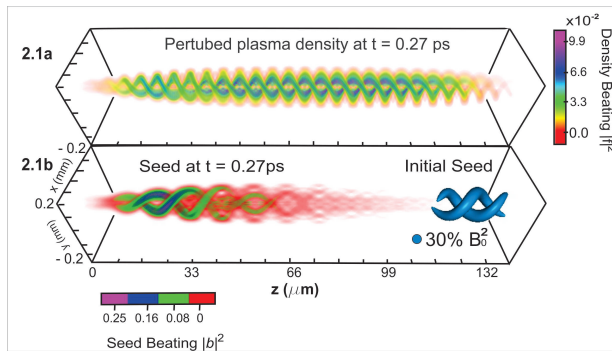 Pertubed plasma density at t = 0.27 ps
2.1a
x10⁻²
9.9
6.6
3.3
0.0
Density Beating |f|²
2.1b
Seed at t = 0.27ps
Initial Seed
30% B₀²
- 0.2
x (mm)
0.2
y (mm)
- 0.2
0 33 66 99 132
z (μm)
0.25 0.16 0.08 0
Seed Beating |b|²